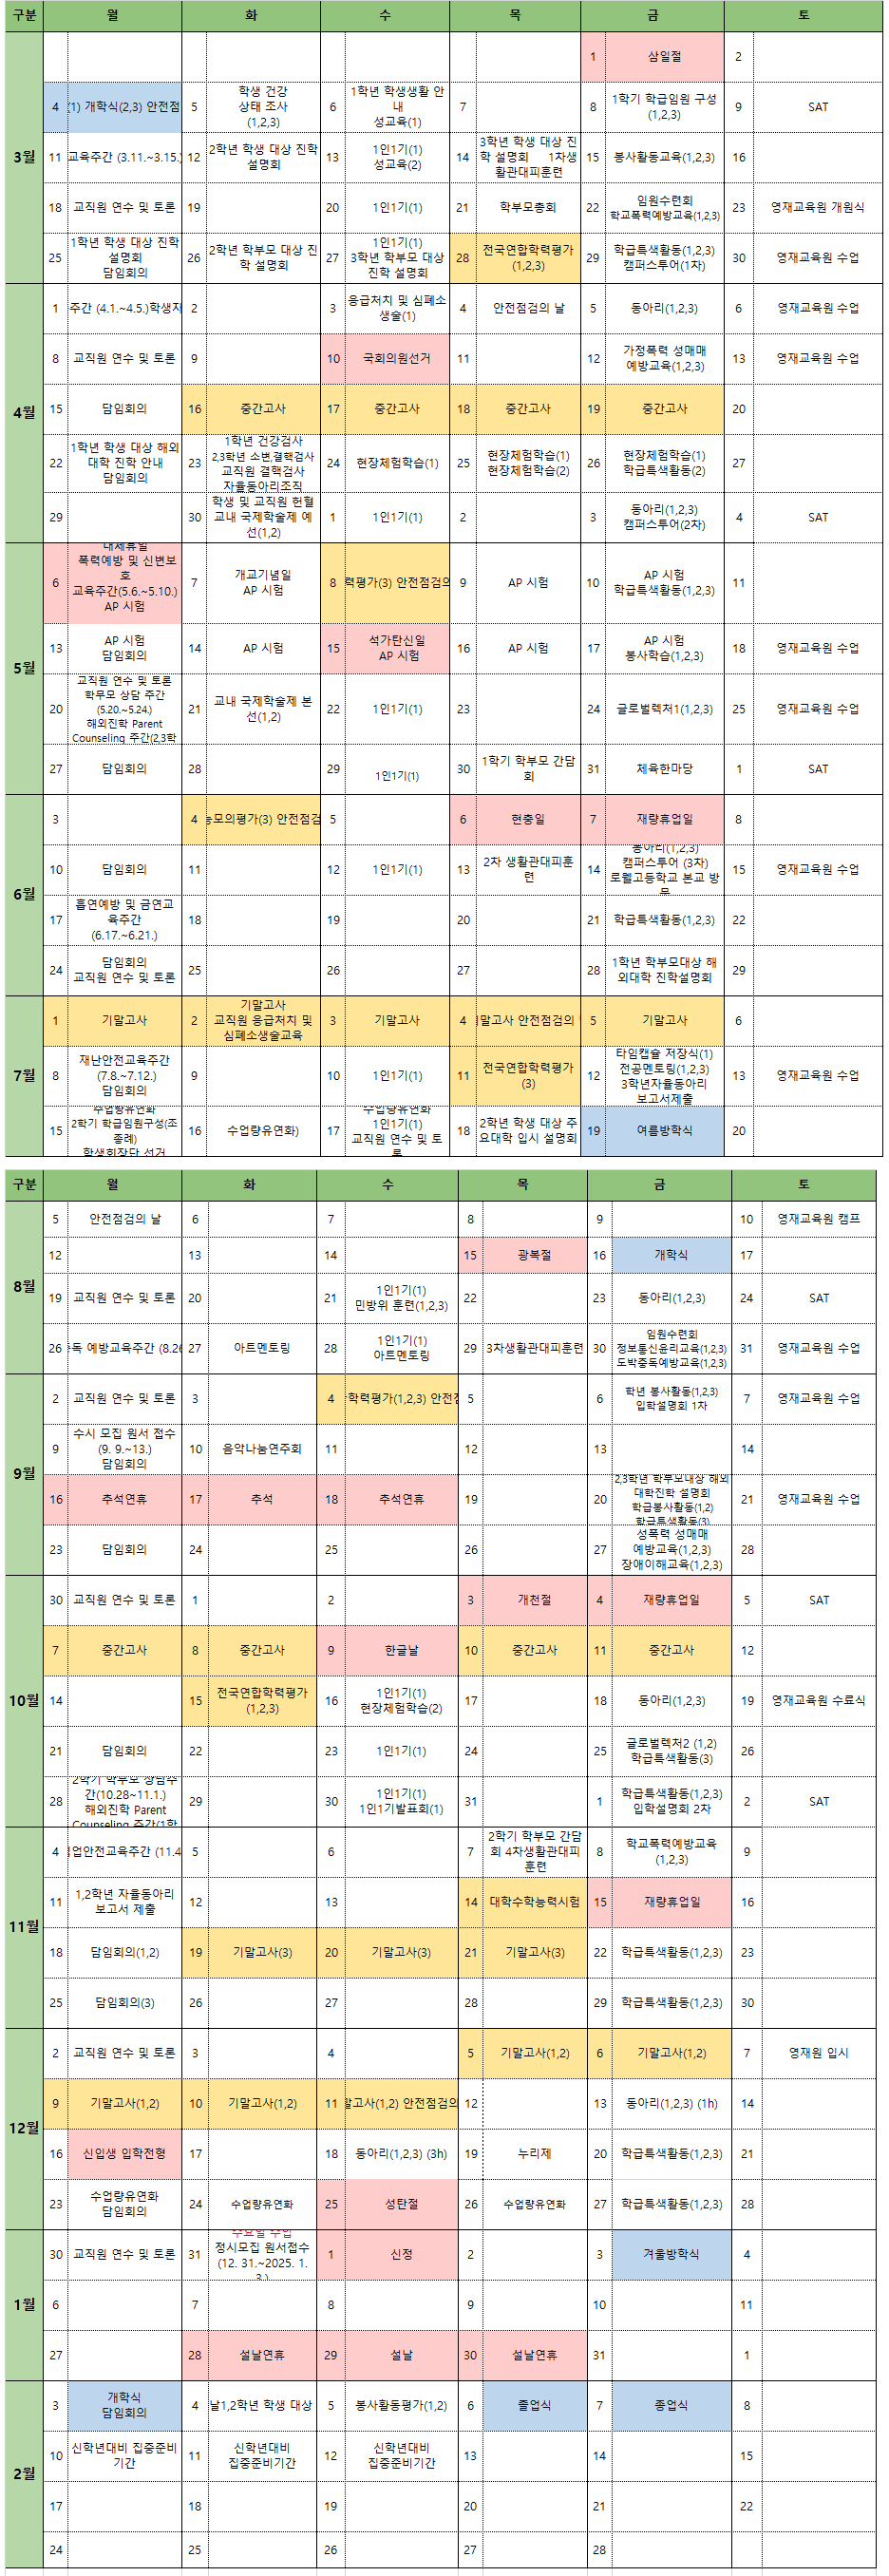 구분 월 화 수 목 금 토
3월
1 삼일절 2
4 (1) 개학식(2,3) 안전점
5 학생 건강
상태 조사
(1,2,3)
6 1학년 학생생활 안
내
성교육(1)
7
8 1학기 학급임원 구성
(1,2,3)
9 SAT
11 교육주간 (3.11.~3.15.)
12 2학년 학생 대상 진학
설명회
13 1인1기(1)
성교육(2)
14 3학년 학생 대상 진
학 설명회 1차생
활관대피훈련
15 봉사활동교육(1,2,3)
16
18 교직원 연수 및 토론
19
20 1인1기(1)
21 학부모총회
22 임원수련회
학교폭력예방교육(1,2,3)
23 영재교육원 개원식
25 1학년 학생 대상 진학
설명회
담임회의
26 2학년 학부모 대상 진
학 설명회
27 1인1기(1)
3학년 학부모 대상
진학 설명회
28 전국연합학력평가
(1,2,3)
29 학급특색활동(1,2,3)
캠퍼스투어(1차)
30 영재교육원 수업
4월
1 주간 (4.1.~4.5.)학생자
2
3 응급처치 및 심폐소
생술(1)
4 안전점검의 날
5 동아리(1,2,3)
6 영재교육원 수업
8 교직원 연수 및 토론
9
10 국회의원선거
11
12 가정폭력 성매매
예방교육(1,2,3)
13 영재교육원 수업
15 담임회의
16 중간고사
17 중간고사
18 중간고사
19 중간고사
20
22 1학년 학생 대상 해외
대학 진학 안내
담임회의
23 1학년 건강검사
2,3학년 소변,결핵검사
교직원 결핵검사
자율동아리조직
24 현장체험학습(1)
25 현장체험학습(1)
현장체험학습(2)
26 현장체험학습(1)
학급특색활동(2)
27
29
30 학생 및 교직원 헌혈
교내 국제학술제 예
선(1,2)
1 1인1기(1)
2
3 동아리(1,2,3)
캠퍼스투어(2차)
4 SAT
5월
6 대체휴일
폭력예방 및 신변보
호
교육주간(5.6.~5.10.)
AP 시험
7 개교기념일
AP 시험
8 력평가(3) 안전점검의
9 AP 시험
10 AP 시험
학급특색활동(1,2,3)
11
13 AP 시험
담임회의
14 AP 시험
15 석가탄신일
AP 시험
16 AP 시험
17 AP 시험
봉사학습(1,2,3)
18 영재교육원 수업
20 교직원 연수 및 토론
학무모 상담 주간
(5.20.~5.24.)
해외진학 Parent
Counseling 주간(2,3학
21 교내 국제학술제 본
선(1,2)
22 1인1기(1)
23
24 글로벌렉처1(1,2,3)
25 영재교육원 수업
27 담임회의
28
29 1인1기(1)
30 1학기 학부모 간담
회
31 체육한마당
1 SAT
6월
3
4 능모의평가(3) 안전점검
5
6 현충일
7 재량휴업일
8
10 담임회의
11
12 1인1기(1)
13 2차 생활관대피훈
련
14 동아리(1,2,3)
캠퍼스투어 (3차)
로웰고등학교 본교 방
문
15 영재교육원 수업
17 흡연예방 및 금연교
육주간
(6.17.~6.21.)
18
19
20
21 학급특색활동(1,2,3)
22
24 담임회의
교직원 연수 및 토론
25
26
27
28 1학년 학부모대상 해
외대학 진학설명회
29
7월
1 기말고사
2 기말고사
교직원 응급처치 및
심폐소생술교육
3 기말고사
4 말고사 안전점검의
5 기말고사
6
8 재난안전교육주간
(7.8.~7.12.)
담임회의
9
10 1인1기(1)
11 전국연합학력평가
(3)
12 타임캡슐 저장식(1)
전공멘토링(1,2,3)
3학년자율동아리
보고서제출
13 영재교육원 수업
15 수업량유연화
2학기 학급임원구성(조
종례)
학생회장단 선거
16 수업량유연화)
17 수업량유연화
1인1기(1)
교직원 연수 및 토
론
18 2학년 학생 대상 주
요대학 입시 설명회
19 여름방학식
20
구분 월 화 수 목 금 토
8월
5 안전점검의 날
6
7
8
9
10 영재교육원 캠프
12
13
14
15 광복절
16 개학식
17
19 교직원 연수 및 토론
20
21 1인1기(1)
민방위 훈련(1,2,3)
22
23 동아리(1,2,3)
24 SAT
26 독 예방교육주간 (8.26
27 아트멘토링
28 1인1기(1)
아트멘토링
29 3차생활관대피훈련
30 임원수련회
정보통신윤리교육(1,2,3)
도박중독예방교육(1,2,3)
31 영재교육원 수업
9월
2 교직원 연수 및 토론
3
4 학력평가(1,2,3) 안전점
5
6 학년 봉사활동(1,2,3)
입학설명회 1차
7 영재교육원 수업
9 수시 모집 원서 접수
(9. 9.~13.)
담임회의
10 음악나눔연주회
11
12
13
14
16 추석연휴
17 추석
18 추석연휴
19
20 2,3학년 학부모대상 해외
대학진학 설명회
학급봉사활동(1,2)
학급특색활동(3)
21 영재교육원 수업
23 담임회의
24
25
26
27 성폭력 성매매
예방교육(1,2,3)
장애이해교육(1,2,3)
28
10월
30 교직원 연수 및 토론
1
2
3 개천절
4 재량휴업일
5 SAT
7 중간고사
8 중간고사
9 한글날
10 중간고사
11 중간고사
12
14
15 전국연합학력평가
(1,2,3)
16 1인1기(1)
현장체험학습(2)
17
18 동아리(1,2,3)
19 영재교육원 수료식
21 담임회의
22
23 1인1기(1)
24
25 글로벌렉처2 (1,2)
학급특색활동(3)
26
28 2학기 학부모 상담주
간(10.28~11.1.)
해외진학 Parent
Counseling 주간(1학
29
30 1인1기(1)
1인1기발표회(1)
31
1 학급특색활동(1,2,3)
입학설명회 2차
2 SAT
11월
4 업안전교육주간 (11.4
5
6
7 2학기 학부모 간담
회 4차생활관대피
훈련
8 학교폭력예방교육
(1,2,3)
9
11 1,2학년 자율동아리
보고서 제출
12
13
14 대학수학능력시험
15 재량휴업일
16
18 담임회의(1,2)
19 기말고사(3)
20 기말고사(3)
21 기말고사(3)
22 학급특색활동(1,2,3)
23
25 담임회의(3)
26
27
28
29 학급특색활동(1,2,3)
30
12월
2 교직원 연수 및 토론
3
4
5 기말고사(1,2)
6 기말고사(1,2)
7 영재원 입시
9 기말고사(1,2)
10 기말고사(1,2)
11 말고사(1,2) 안전점검의
12
13 동아리(1,2,3) (1h)
14
16 신입생 입학전형
17
18 동아리(1,2,3) (3h)
19 누리제
20 학급특색활동(1,2,3)
21
23 수업량유연화
담임회의
24 수업량유연화
25 성탄절
26 수업량유연화
27 학급특색활동(1,2,3)
28
1월
30 교직원 연수 및 토론
31 수요일 수업
정시모집 원서접수
(12. 31.~2025. 1.
3.)
1 신정
2
3 겨울방학식
4
6
7
8
9
10
11
27
28 설날연휴
29 설날
30 설날연휴
31
1
2월
3 개학식
담임회의
4 날1,2학년 학생 대상
5 봉사활동평가(1,2)
6 졸업식
7 종업식
8
10 신학년대비 집중준비
기간
11 신학년대비
집중준비기간
12 신학년대비
집중준비기간
13
14
15
17
18
19
20
21
22
24
25
26
27
28